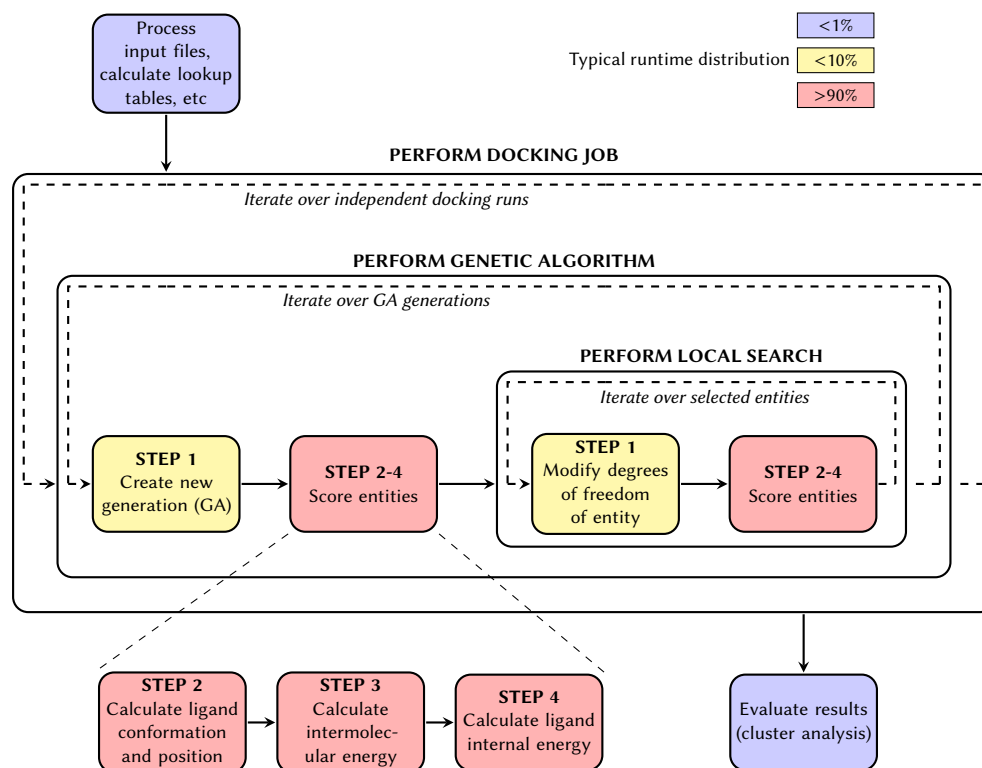 Process
input files,
calculate lookup
tables, etc
<1%
Typical runtime distribution
<10%
>90%
PERFORM DOCKING JOB
Iterate over independent docking runs
PERFORM GENETIC ALGORITHM
Iterate over GA generations
PERFORM LOCAL SEARCH
Iterate over selected entities
STEP 1
Create new
generation (GA)
STEP 2-4
Score entities
STEP 1
Modify degrees
of freedom
of entity
STEP 2-4
Score entities
STEP 2
Calculate ligand
conformation
and position
STEP 3
Calculate
intermolec-
ular energy
STEP 4
Calculate ligand
internal energy
Evaluate results
(cluster analysis)